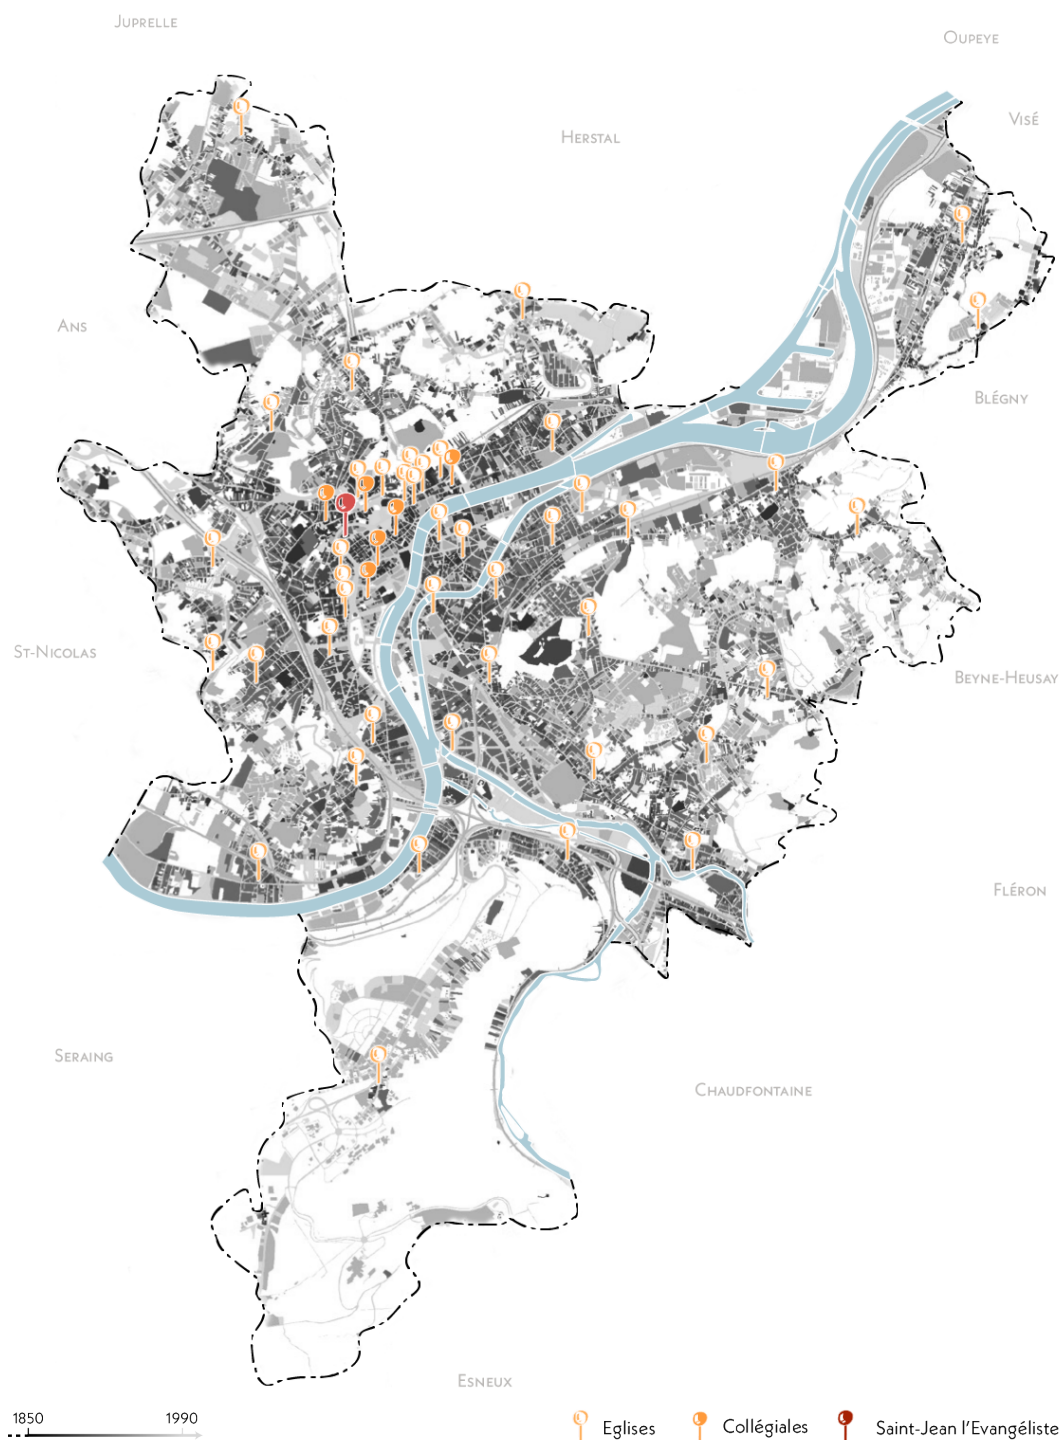 Juprelle
Oupeye
Visé
Herstal
Ans
Blégny
St-Nicolas
Beyne-Heusay
Fléron
Seraing
Chaudfontaine
Esneux
1850 1990
Eglises Collégiales Saint-Jean l'Evangéliste